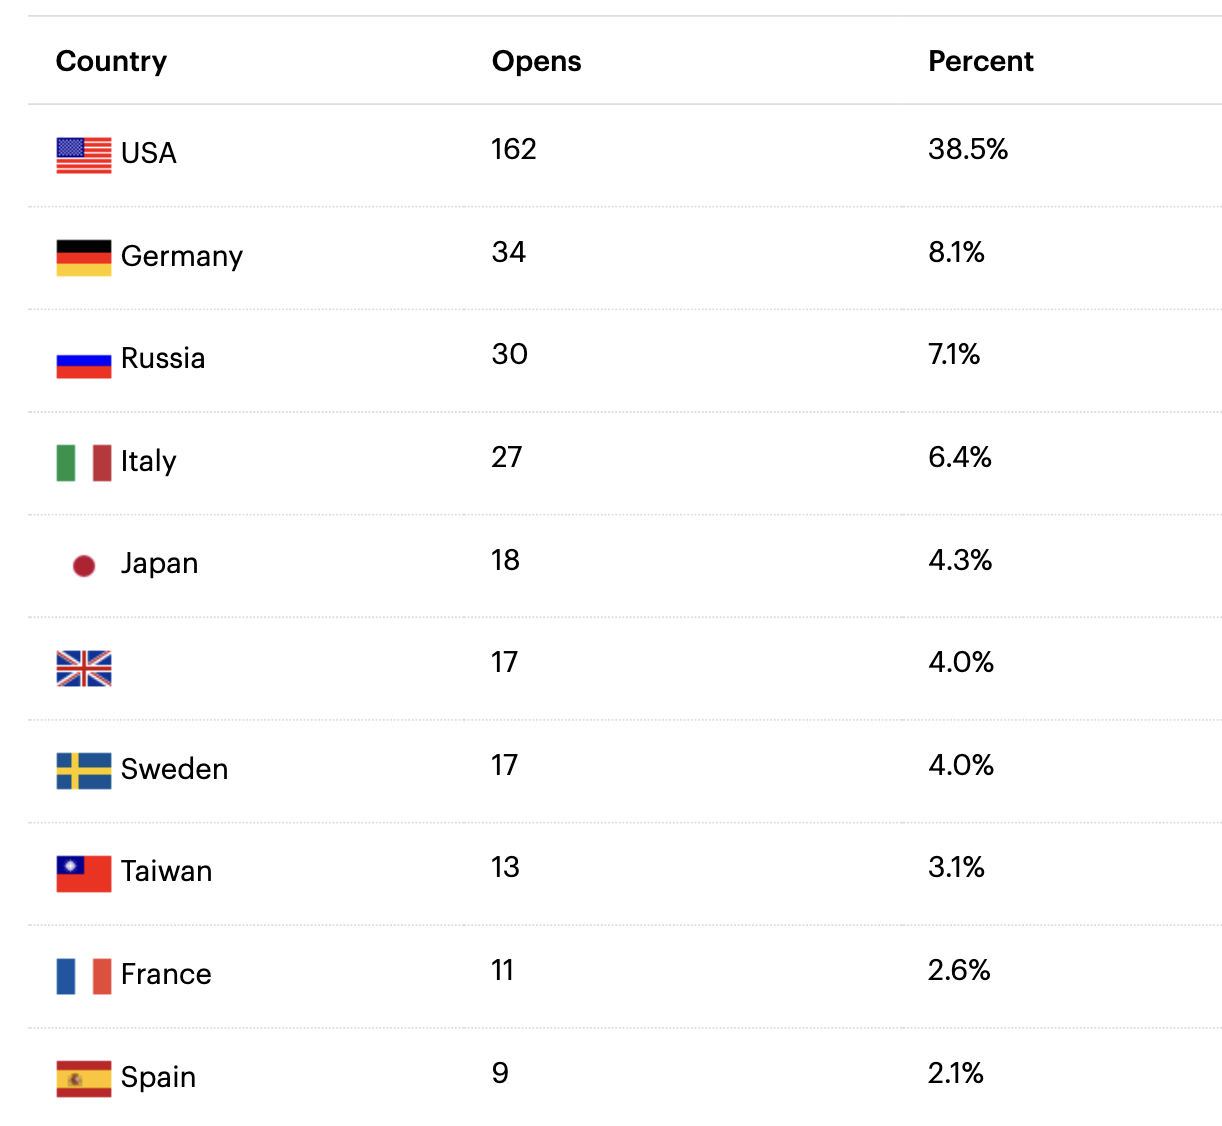 Country Opens Percent
USA 162 38.5%
Germany 34 8.1%
Russia 30 7.1%
Italy 27 6.4%
Japan 18 4.3%
17 4.0%
Sweden 17 4.0%
Taiwan 13 3.1%
France 11 2.6%
Spain 9 2.1%